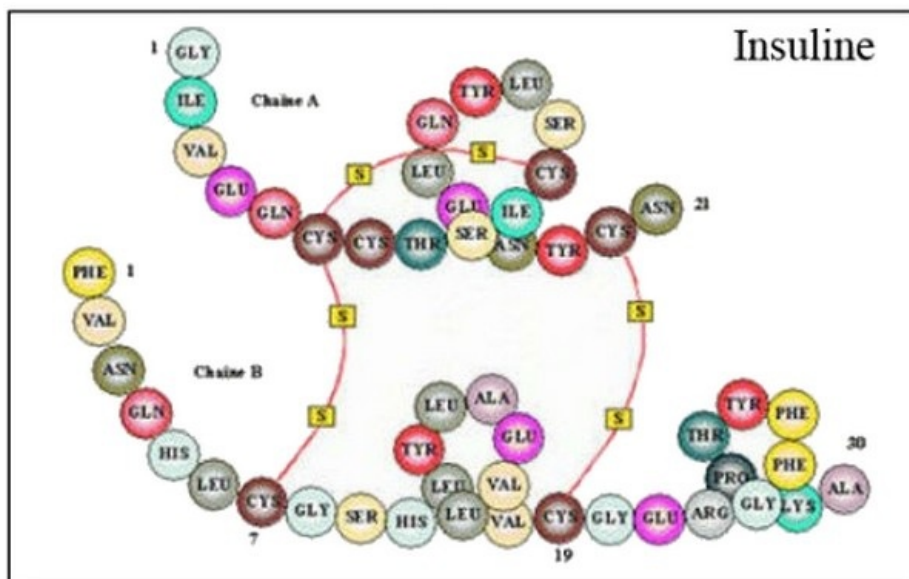 Insuline
1 GLY
ILE
Chaine A
VAL
GLU
GLN
CYS
CYS
THR
SER
ILE
CYS
SER
LEU
TYR
GLN
LEU
GLU
ASN
TYR
CYS
ASN 21
S
S
S
S
S
S
PHE 1
VAL
ASN
Chaine B
GLN
HIS
LEU
CYS
7
GLY
SER
HIS
LEU
VAL
GLU
ALA
LEU
TYR
LEU
VAL
CYS
19
GLY
GLU
ARG
GLY
PHE
PHE
TYR
THR
PRO
LYS
ALA
30